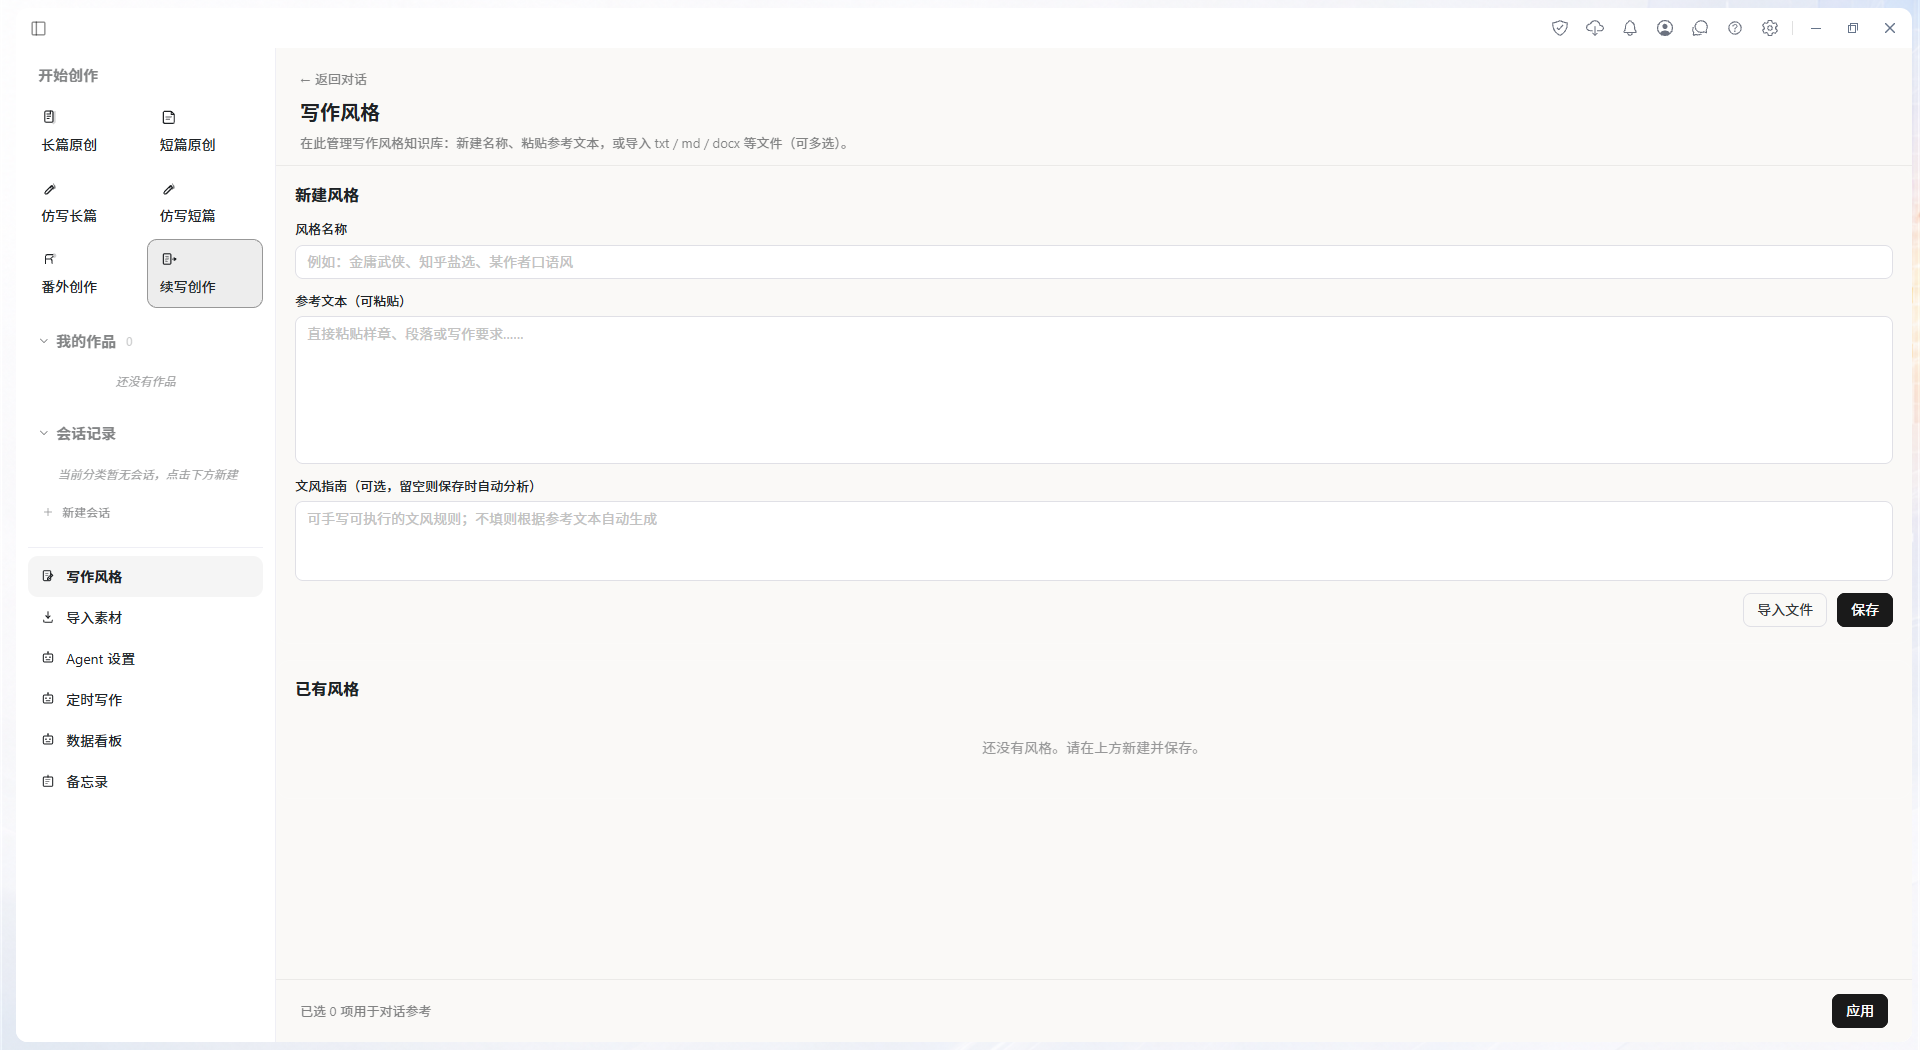 开始创作
长篇原创
短篇原创
仿写长篇
仿写短篇
番外创作
续写创作
我的作品 0
还没有作品
会话记录
当前分类暂无会话，点击下方新建
+ 新建会话
写作风格
导入素材
Agent 设置
定时写作
数据看板
备忘录
← 返回对话
写作风格
在此管理写作风格知识库：新建名称、粘贴参考文本，或导入 txt / md / docx 等文件（可多选）。
新建风格
风格名称
例如：金庸武侠、知乎盐选、某作者口语风
参考文本（可粘贴）
直接粘贴样章、段落或写作要求......
文风指南（可选，留空则保存时自动分析）
可手写可执行的文风规则；不填则根据参考文本自动生成
导入文件
保存
已有风格
还没有风格。请在上方新建并保存。
已选 0 项用于对话参考
应用